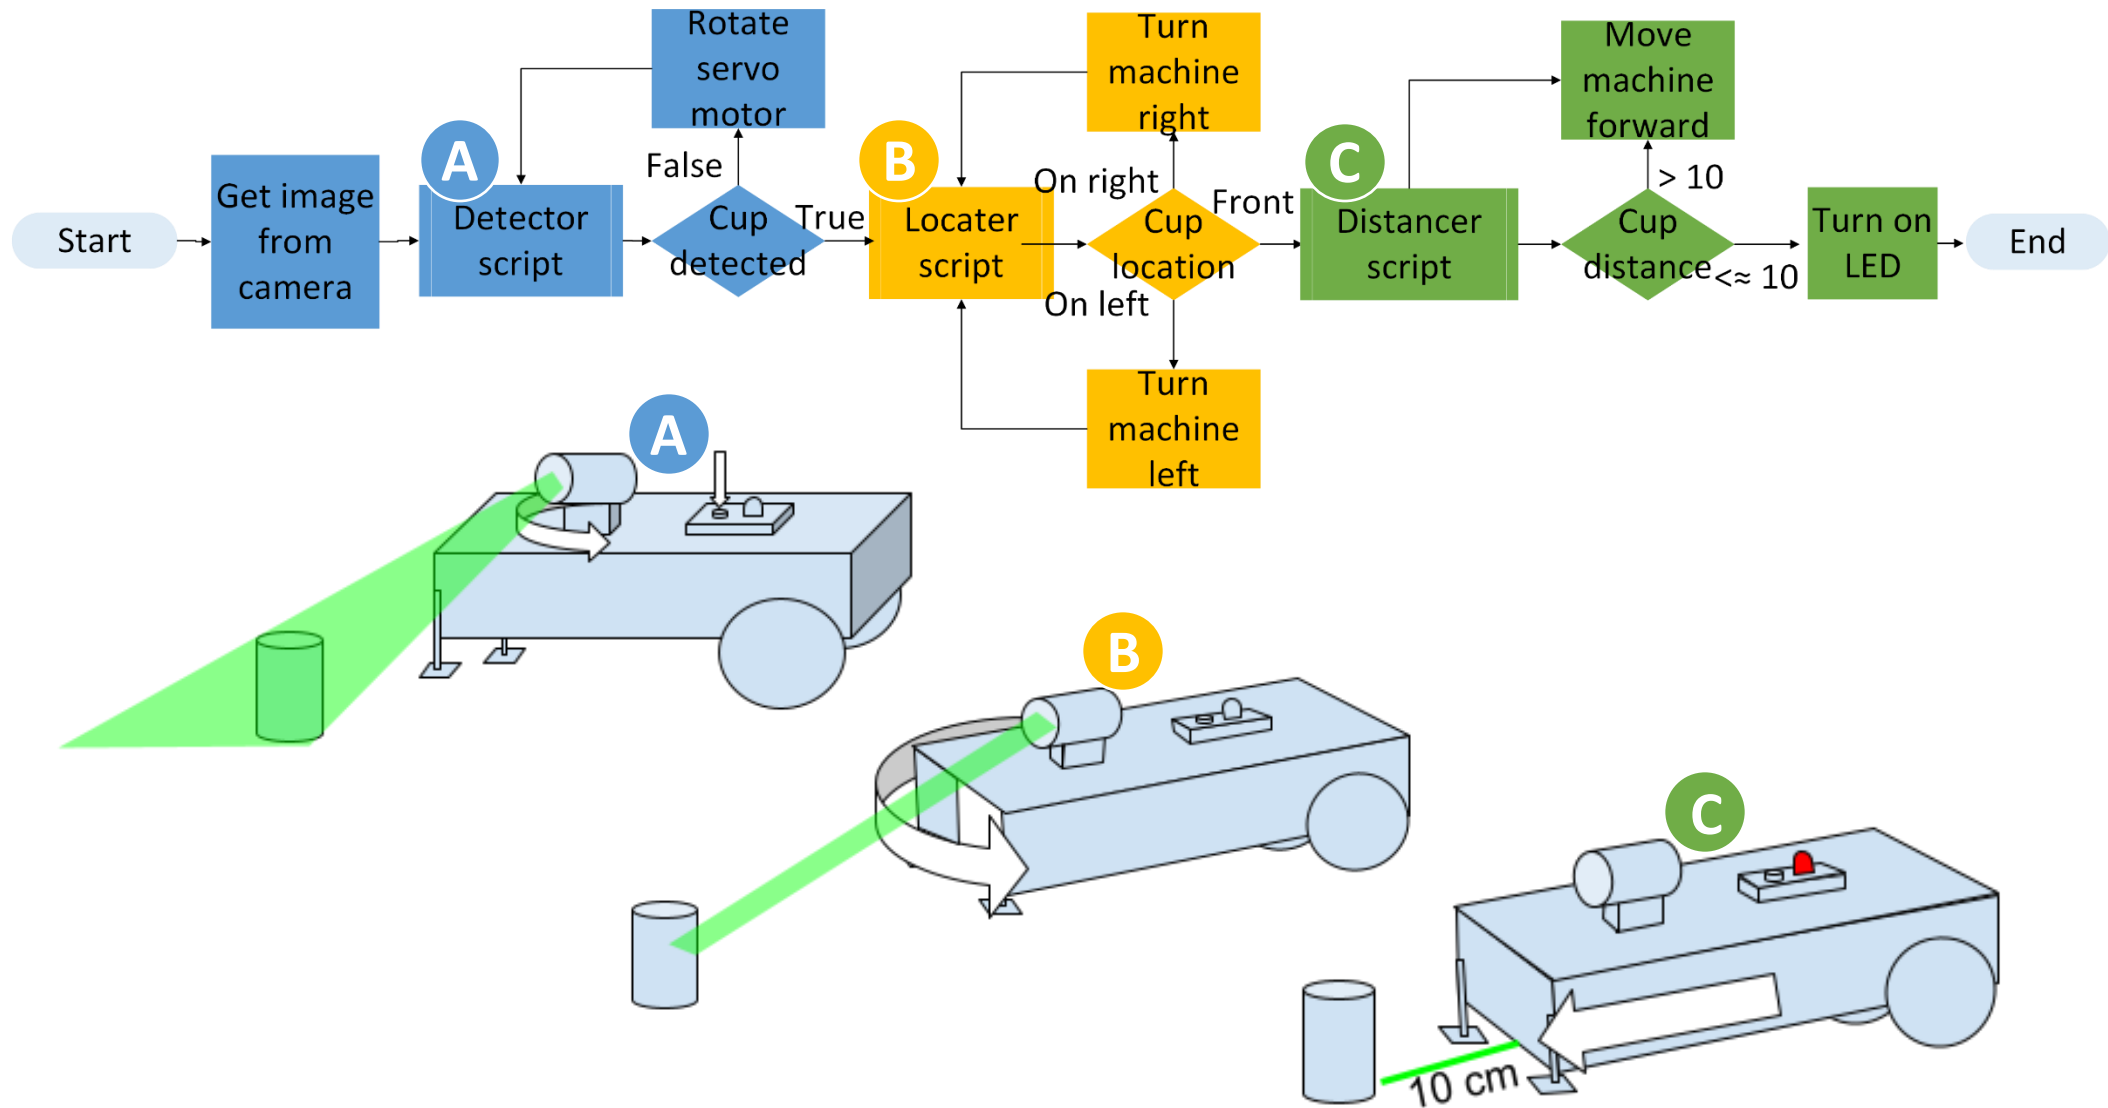 Start
Get image
from
camera
A
Detector
script
Rotate
servo
motor
False
Cup
detected
True
B
Locater
script
Turn
machine
right
On right
Cup
location
Front
On left
Turn
machine
left
C
Distancer
script
Move
machine
forward
> 10
Cup
distance
<≈ 10
Turn on
LED
End
A
B
C
10 cm